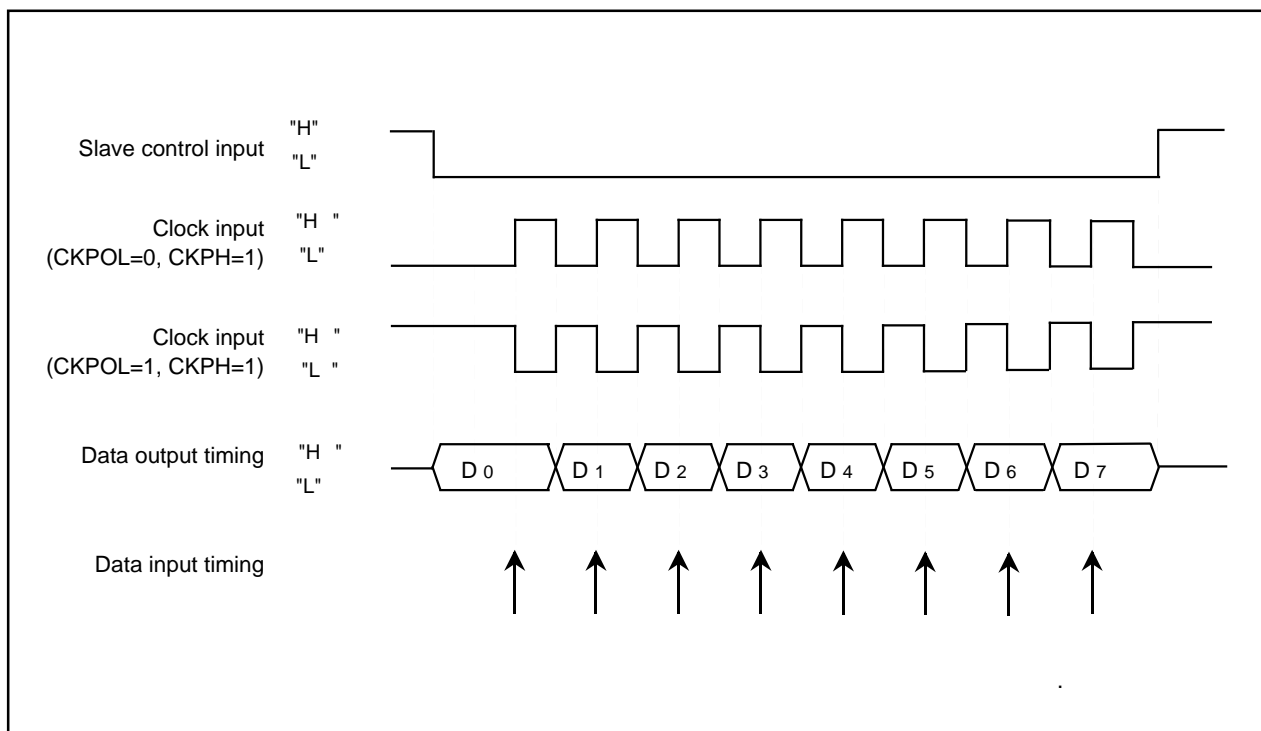 Slave control input
"H"
"L"
Clock input
(CKPOL=0, CKPH=1)
"H "
"L"
Clock input
(CKPOL=1, CKPH=1)
"H "
"L "
Data output timing
"H "
"L"
D 0 D 1 D 2 D 3 D 4 D 5 D 6 D 7
Data input timing
.